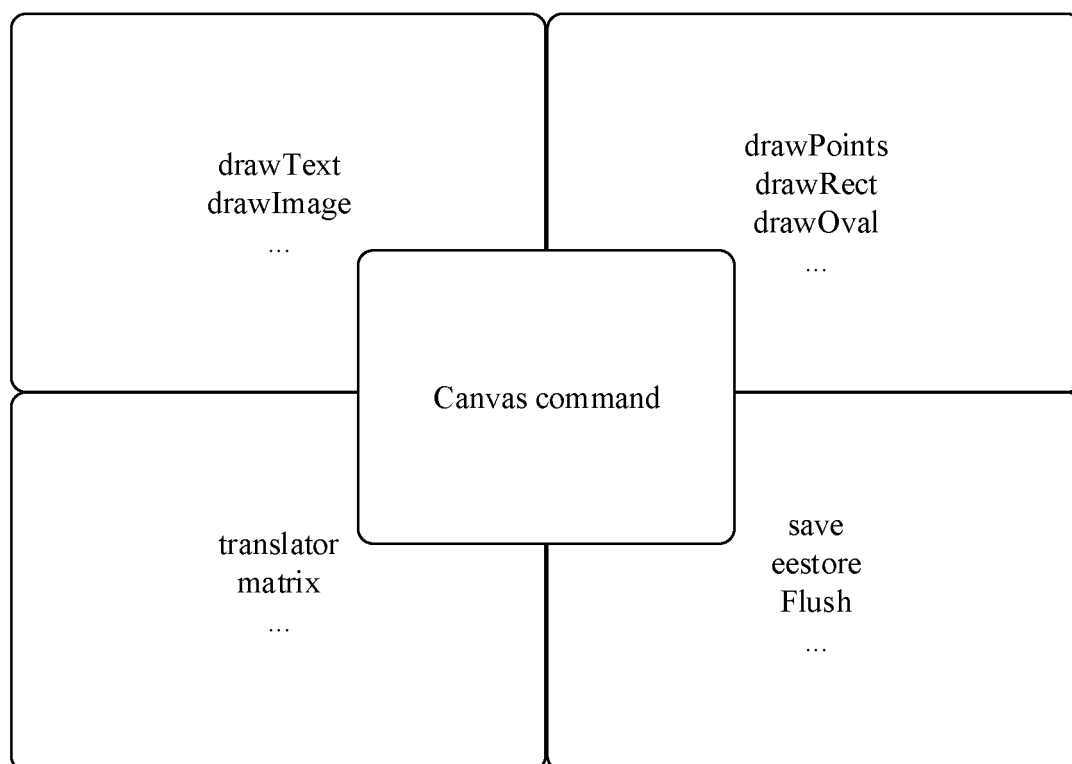 drawText
drawImage
...
drawPoints
drawRect
drawOval
...
Canvas command
translator
matrix
...
save
eestore
Flush
...